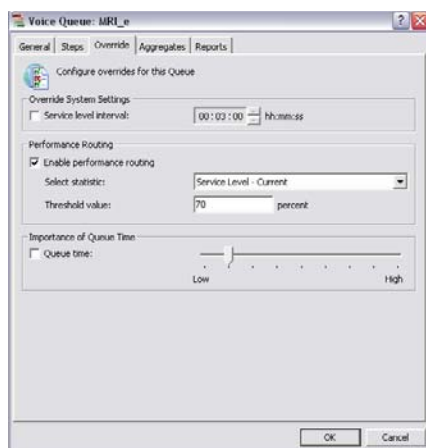 Voice Queue: MRI_e
General Steps Override Aggregates Reports
Configure overrides for this Queue
Override System Settings
Service level interval: 00:03:00 hh:mm:ss
Performance Routing
Enable performance routing
Select statistic: Service Level - Current
Threshold value: 70 percent
Importance of Queue Time
Queue time:
Low High
OK Cancel